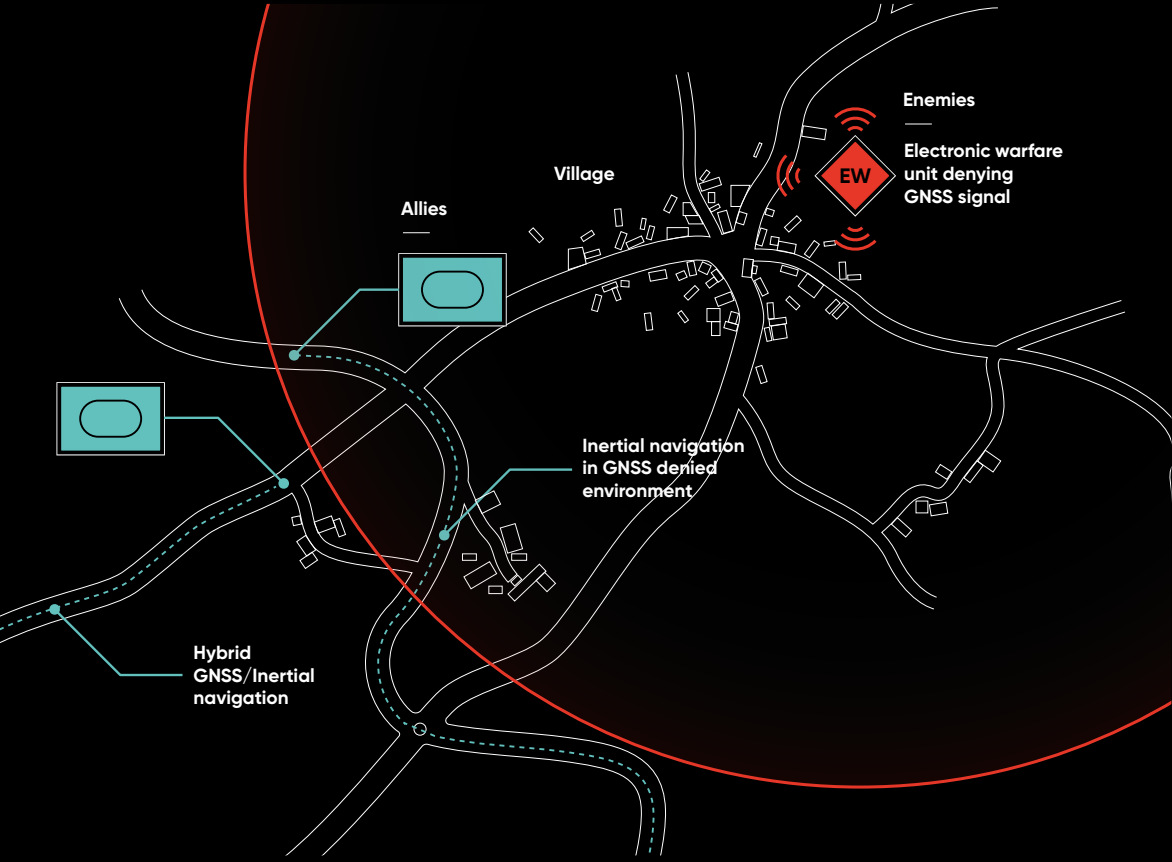 Enemies
Electronic warfare
unit denying
GNSS signal
EW
Village
Allies
Inertial navigation
in GNSS denied
environment
Hybrid
GNSS/Inertial
navigation